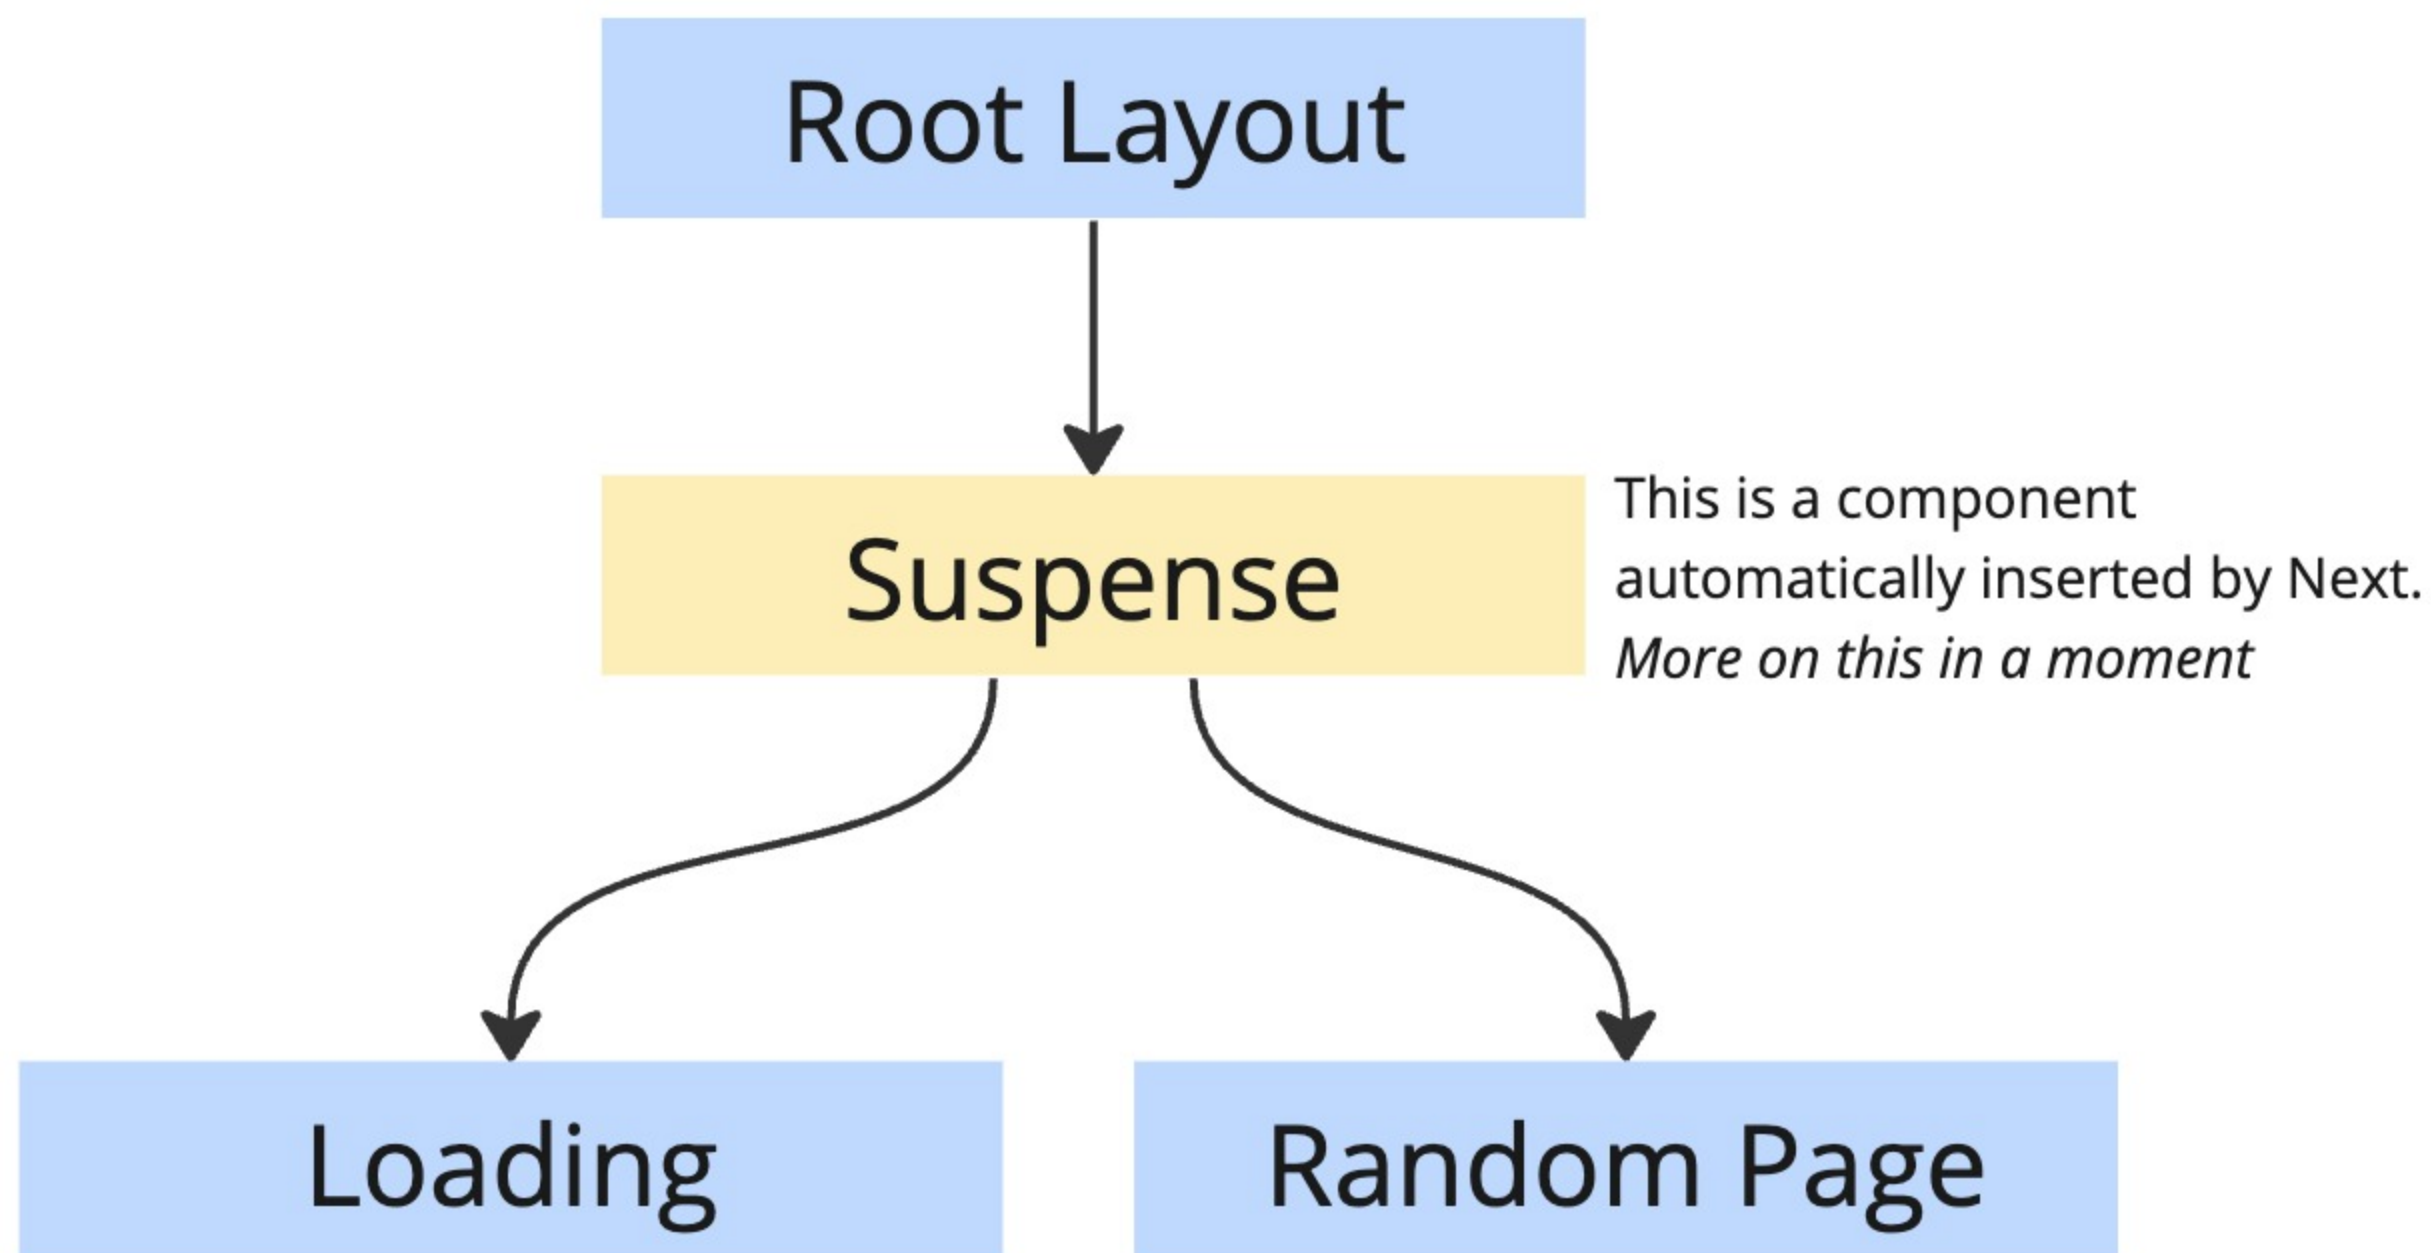 Root Layout
Suspense
This is a component
automatically inserted by Next.
More on this in a moment
Loading
Random Page